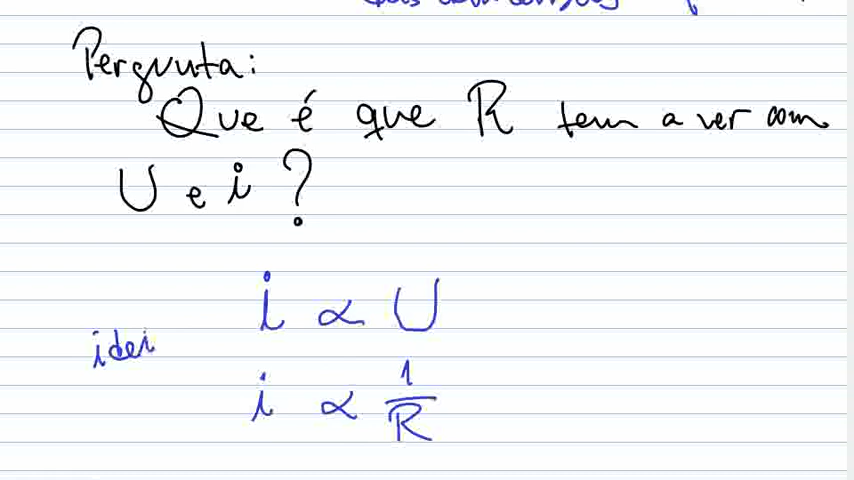 Pergunta:
Que é que R tem a ver com
U e i ?
i ∝ U
idei
i ∝ 1/R